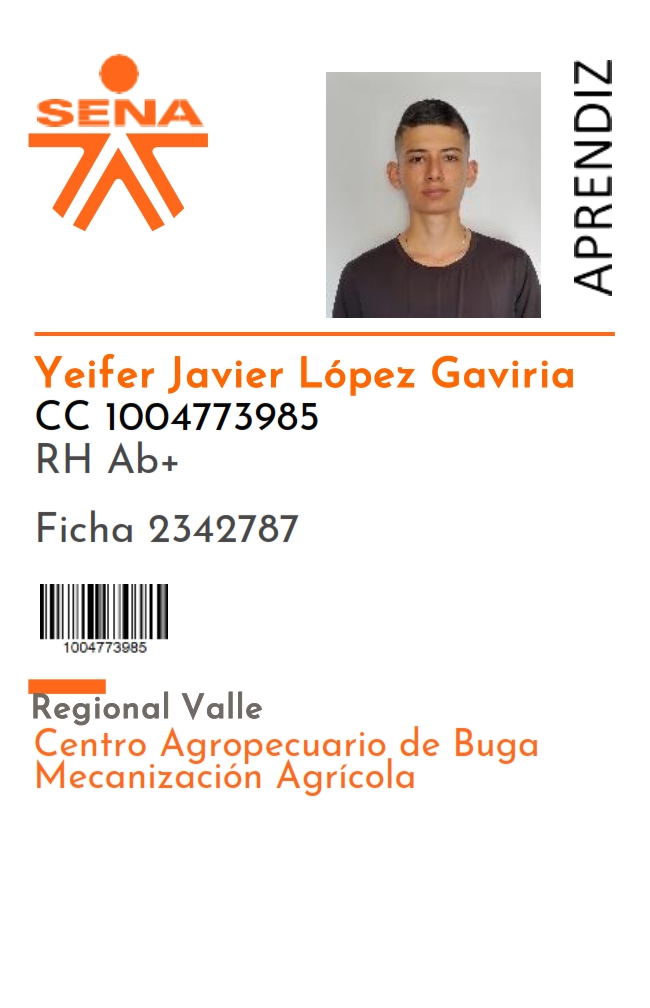 SENA
APRENDIZ
Yeifer Javier López Gaviria
CC 1004773985
RH Ab+
Ficha 2342787
1004773985
Regional Valle
Centro Agropecuario de Buga
Mecanización Agrícola